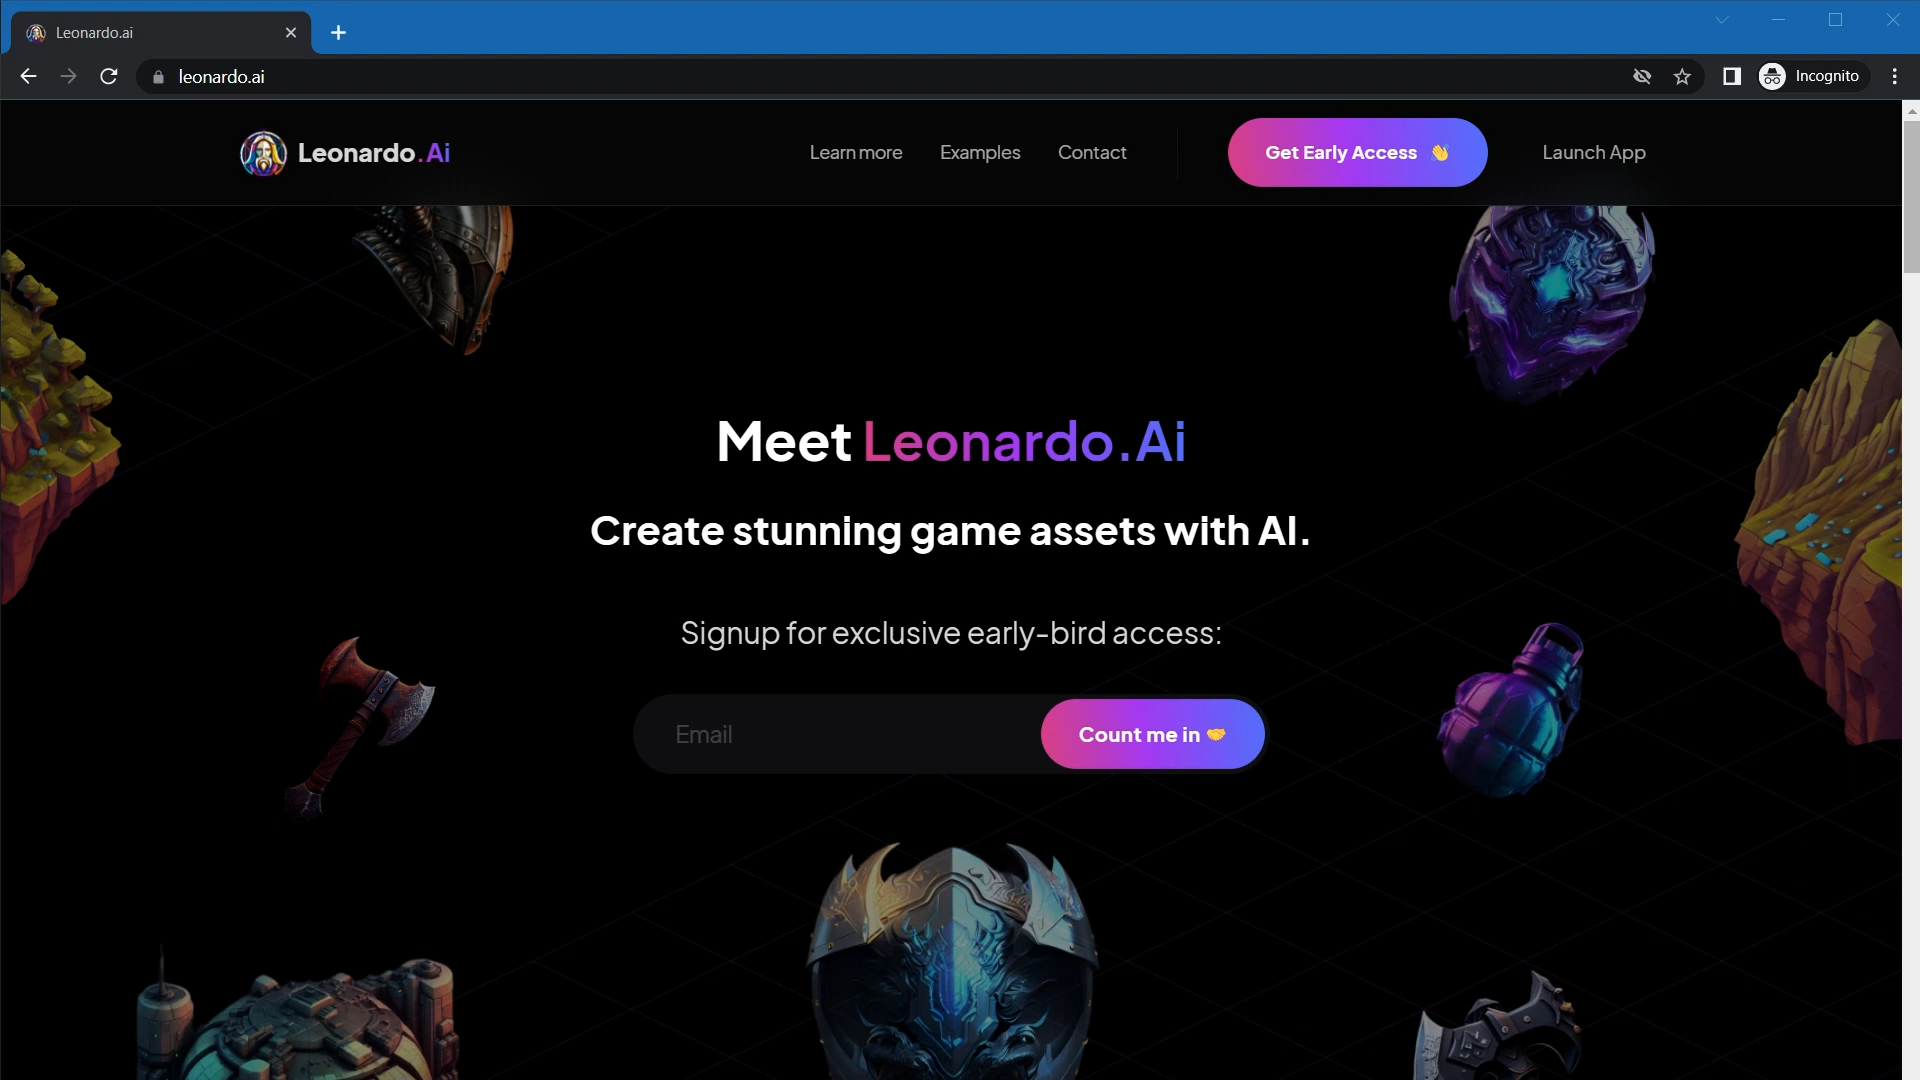 Leonardo.ai
leonardo.ai
Incognito
Leonardo.Ai
Learn more
Examples
Contact
Get Early Access 👋
Launch App
Meet Leonardo.Ai
Create stunning game assets with AI.
Signup for exclusive early-bird access:
Email
Count me in 🤝